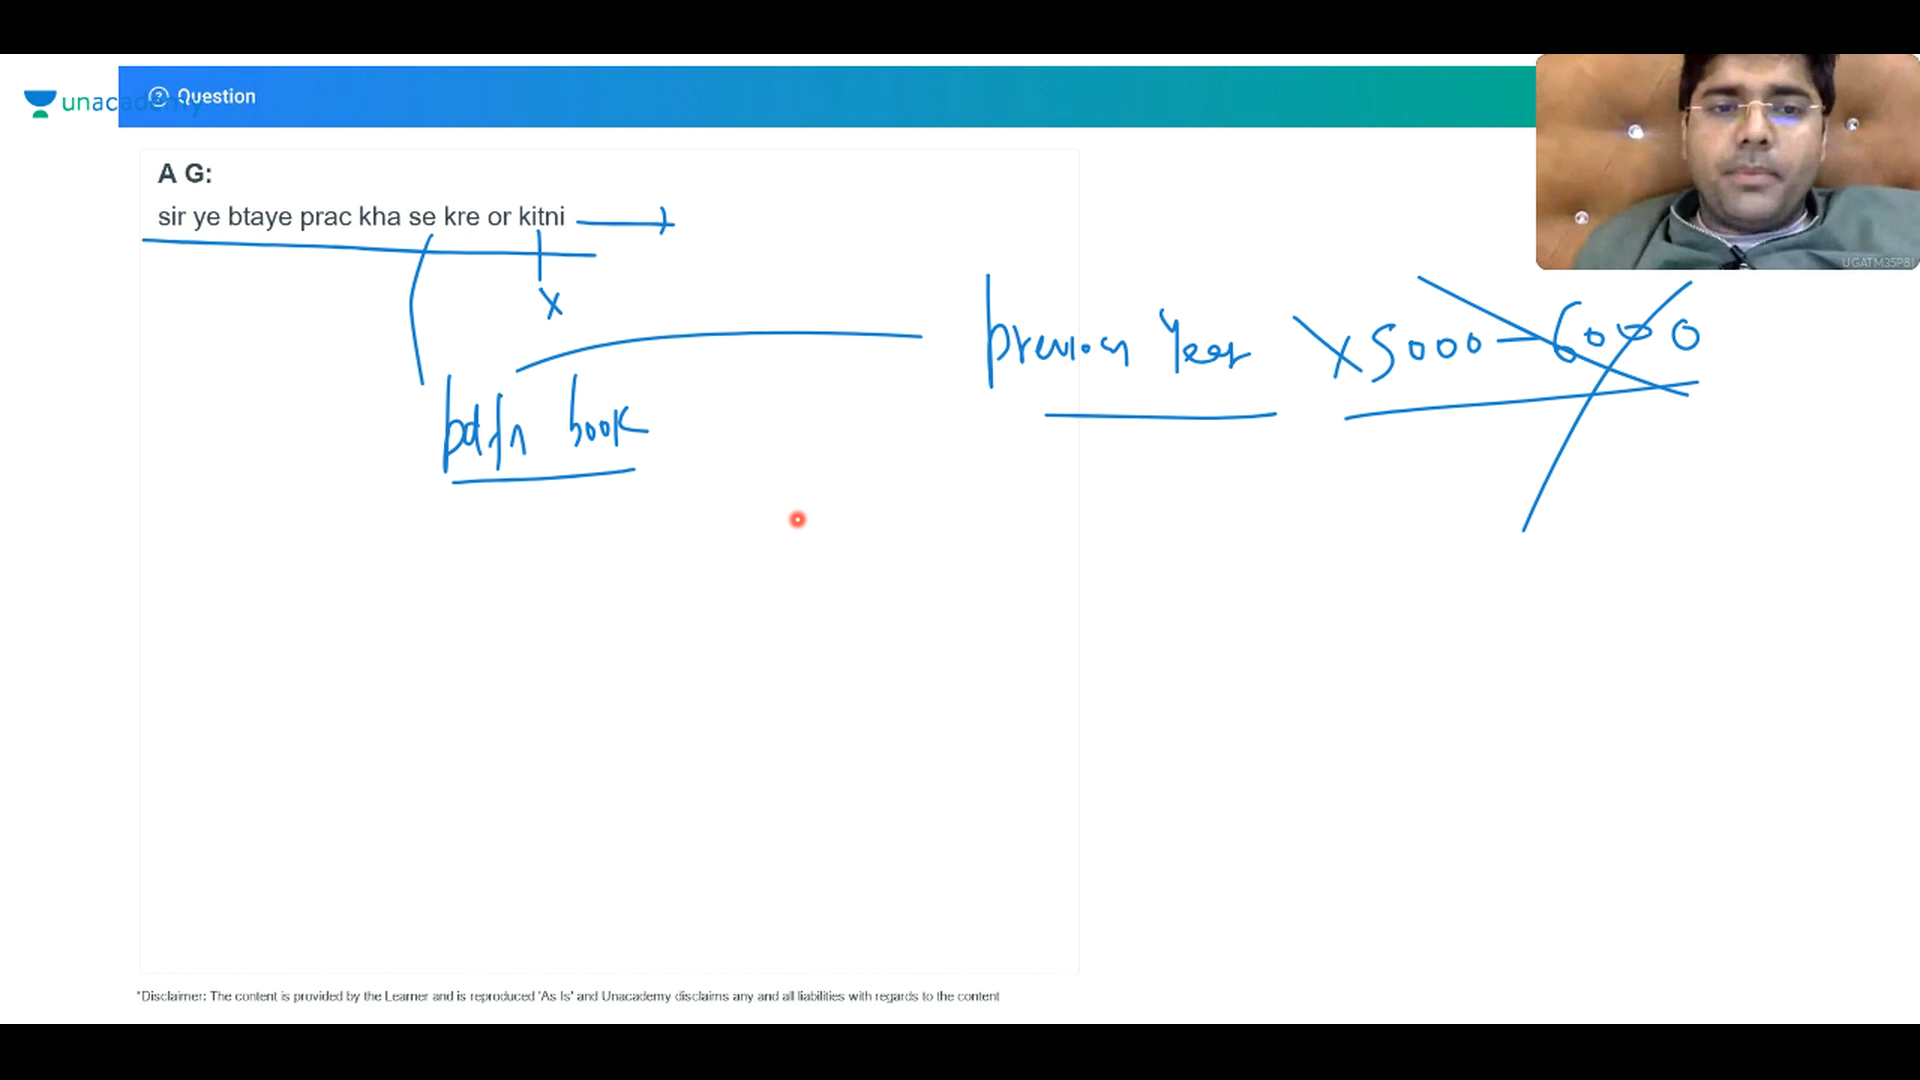 unacademy
Question
A G:
sir ye btaye prac kha se kre or kitni
x
Previous Year X 5000 - 6000
book
*Disclaimer: The content is provided by the Learner and is reproduced 'As Is' and Unacademy disclaims any and all liabilities with regards to the content
UGATM35P8I